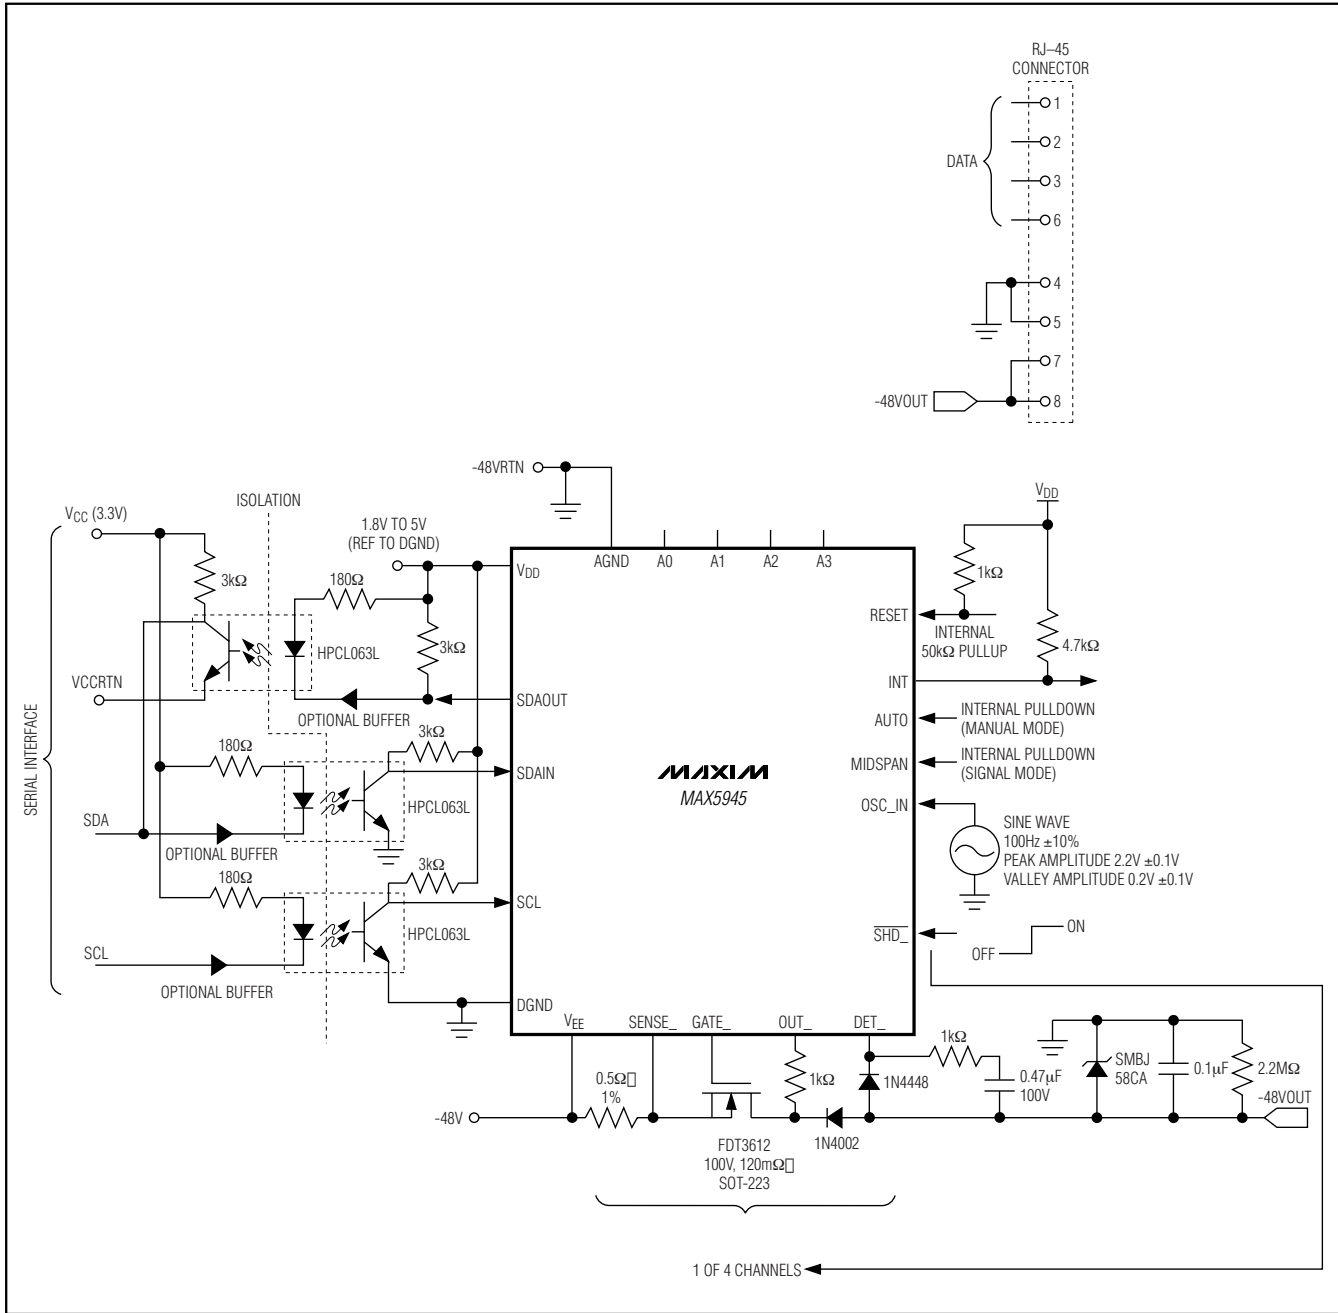 RJ–45
CONNECTOR
1
2
DATA
3
6
4
5
7
-48VOUT
8
-48VRTN
ISOLATION
VCC (3.3V)
1.8V TO 5V
(REF TO DGND)
VDD
3kΩ
180Ω
VDD
AGND
A0
A1
A2
A3
1kΩ
RESET
INTERNAL
50kΩ PULLUP
4.7kΩ
HPCL063L
3kΩ
VCCRTN
SDAOUT
OPTIONAL BUFFER
INT
AUTO
INTERNAL PULLDOWN
(MANUAL MODE)
3kΩ
180Ω
SDAIN
MIDSPAN
INTERNAL PULLDOWN
(SIGNAL MODE)
SERIAL INTERFACE
MAXIM
MAX5945
HPCL063L
OSC_IN
SDA
SINE WAVE
100Hz ±10%
PEAK AMPLITUDE 2.2V ±0.1V
VALLEY AMPLITUDE 0.2V ±0.1V
OPTIONAL BUFFER
3kΩ
180Ω
SCL
HPCL063L
SHD_
ON
OFF
SCL
OPTIONAL BUFFER
DGND
VEE
SENSE_
GATE_
OUT_
DET_
1kΩ
0.5Ω
1%
1kΩ
1N4448
0.47µF
100V
SMBJ
58CA
0.1µF
2.2MΩ
-48V
-48VOUT
FDT3612
100V, 120mΩ
SOT-223
1N4002
1 OF 4 CHANNELS